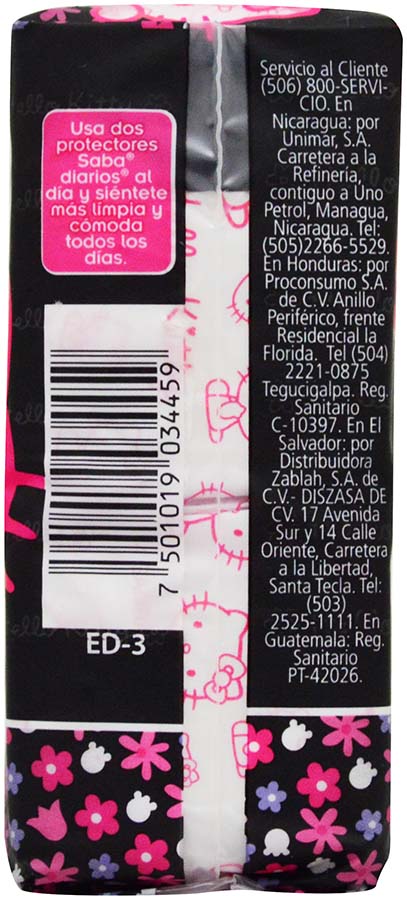 Usa dos
protectores
Saba®
diarios® al
día y siéntete
más limpia y
cómoda
todos los
días.
7 501019 034459
ED-3
Servicio al Cliente
(506) 800-SERVI-
CIO. En
Nicaragua: por
Unimar, S.A.
Carretera a la
Refinería,
contiguo a Uno
Petrol, Managua,
Nicaragua. Tel:
(505)2266-5529.
En Honduras: por
Proconsumo S.A.
de C.V. Anillo
Periférico, frente
Residencial la
Florida. Tel (504)
2221-0875
Tegucigalpa. Reg.
Sanitario
C-10397. En El
Salvador: por
Distribuidora
Zablah, S.A. de
C.V.- DISZASA DE
CV. 17 Avenida
Sur y 14 Calle
Oriente, Carretera
a la Libertad,
Santa Tecla. Tel:
(503)
2525-1111. En
Guatemala: Reg.
Sanitario
PT-42026.